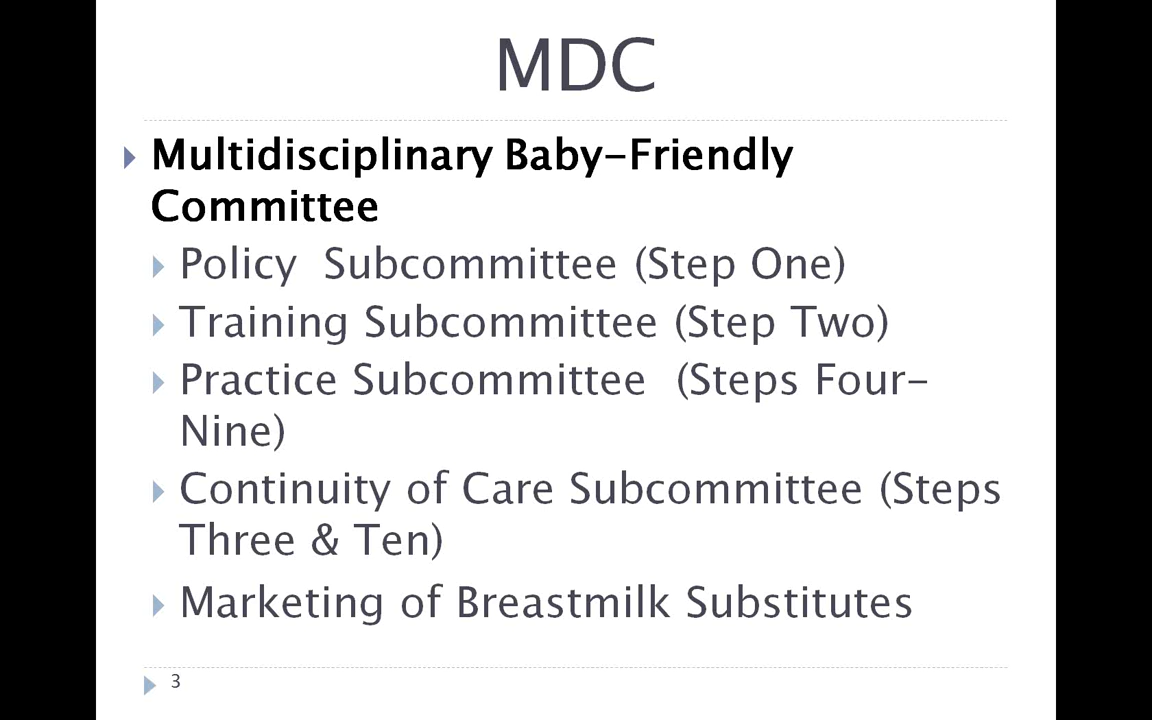 MDC
Multidisciplinary Baby-Friendly
Committee
Policy  Subcommittee (Step One)
Training Subcommittee (Step Two)
Practice Subcommittee  (Steps Four-
Nine)
Continuity of Care Subcommittee (Steps
Three & Ten)
Marketing of Breastmilk Substitutes
3